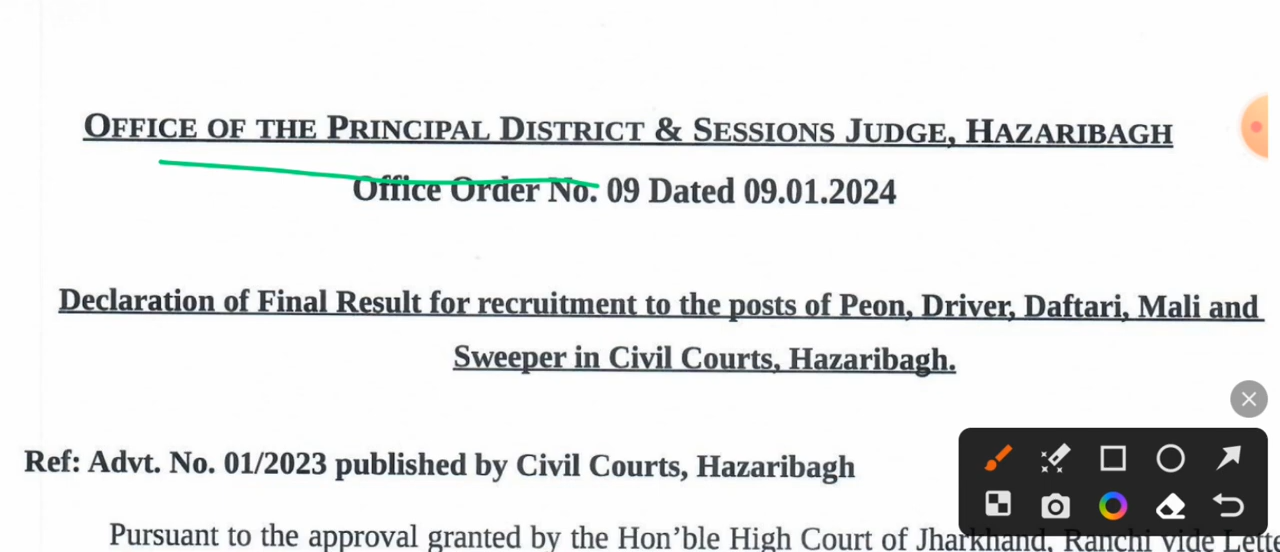 OFFICE OF THE PRINCIPAL DISTRICT & SESSIONS JUDGE, HAZARIBAGH
Office Order No. 09 Dated 09.01.2024
Declaration of Final Result for recruitment to the posts of Peon, Driver, Daftari, Mali and
Sweeper in Civil Courts, Hazaribagh.
Ref: Advt. No. 01/2023 published by Civil Courts, Hazaribagh
Pursuant to the approval granted by the Hon’ble High Court of Jharkhand, Ranchi vide